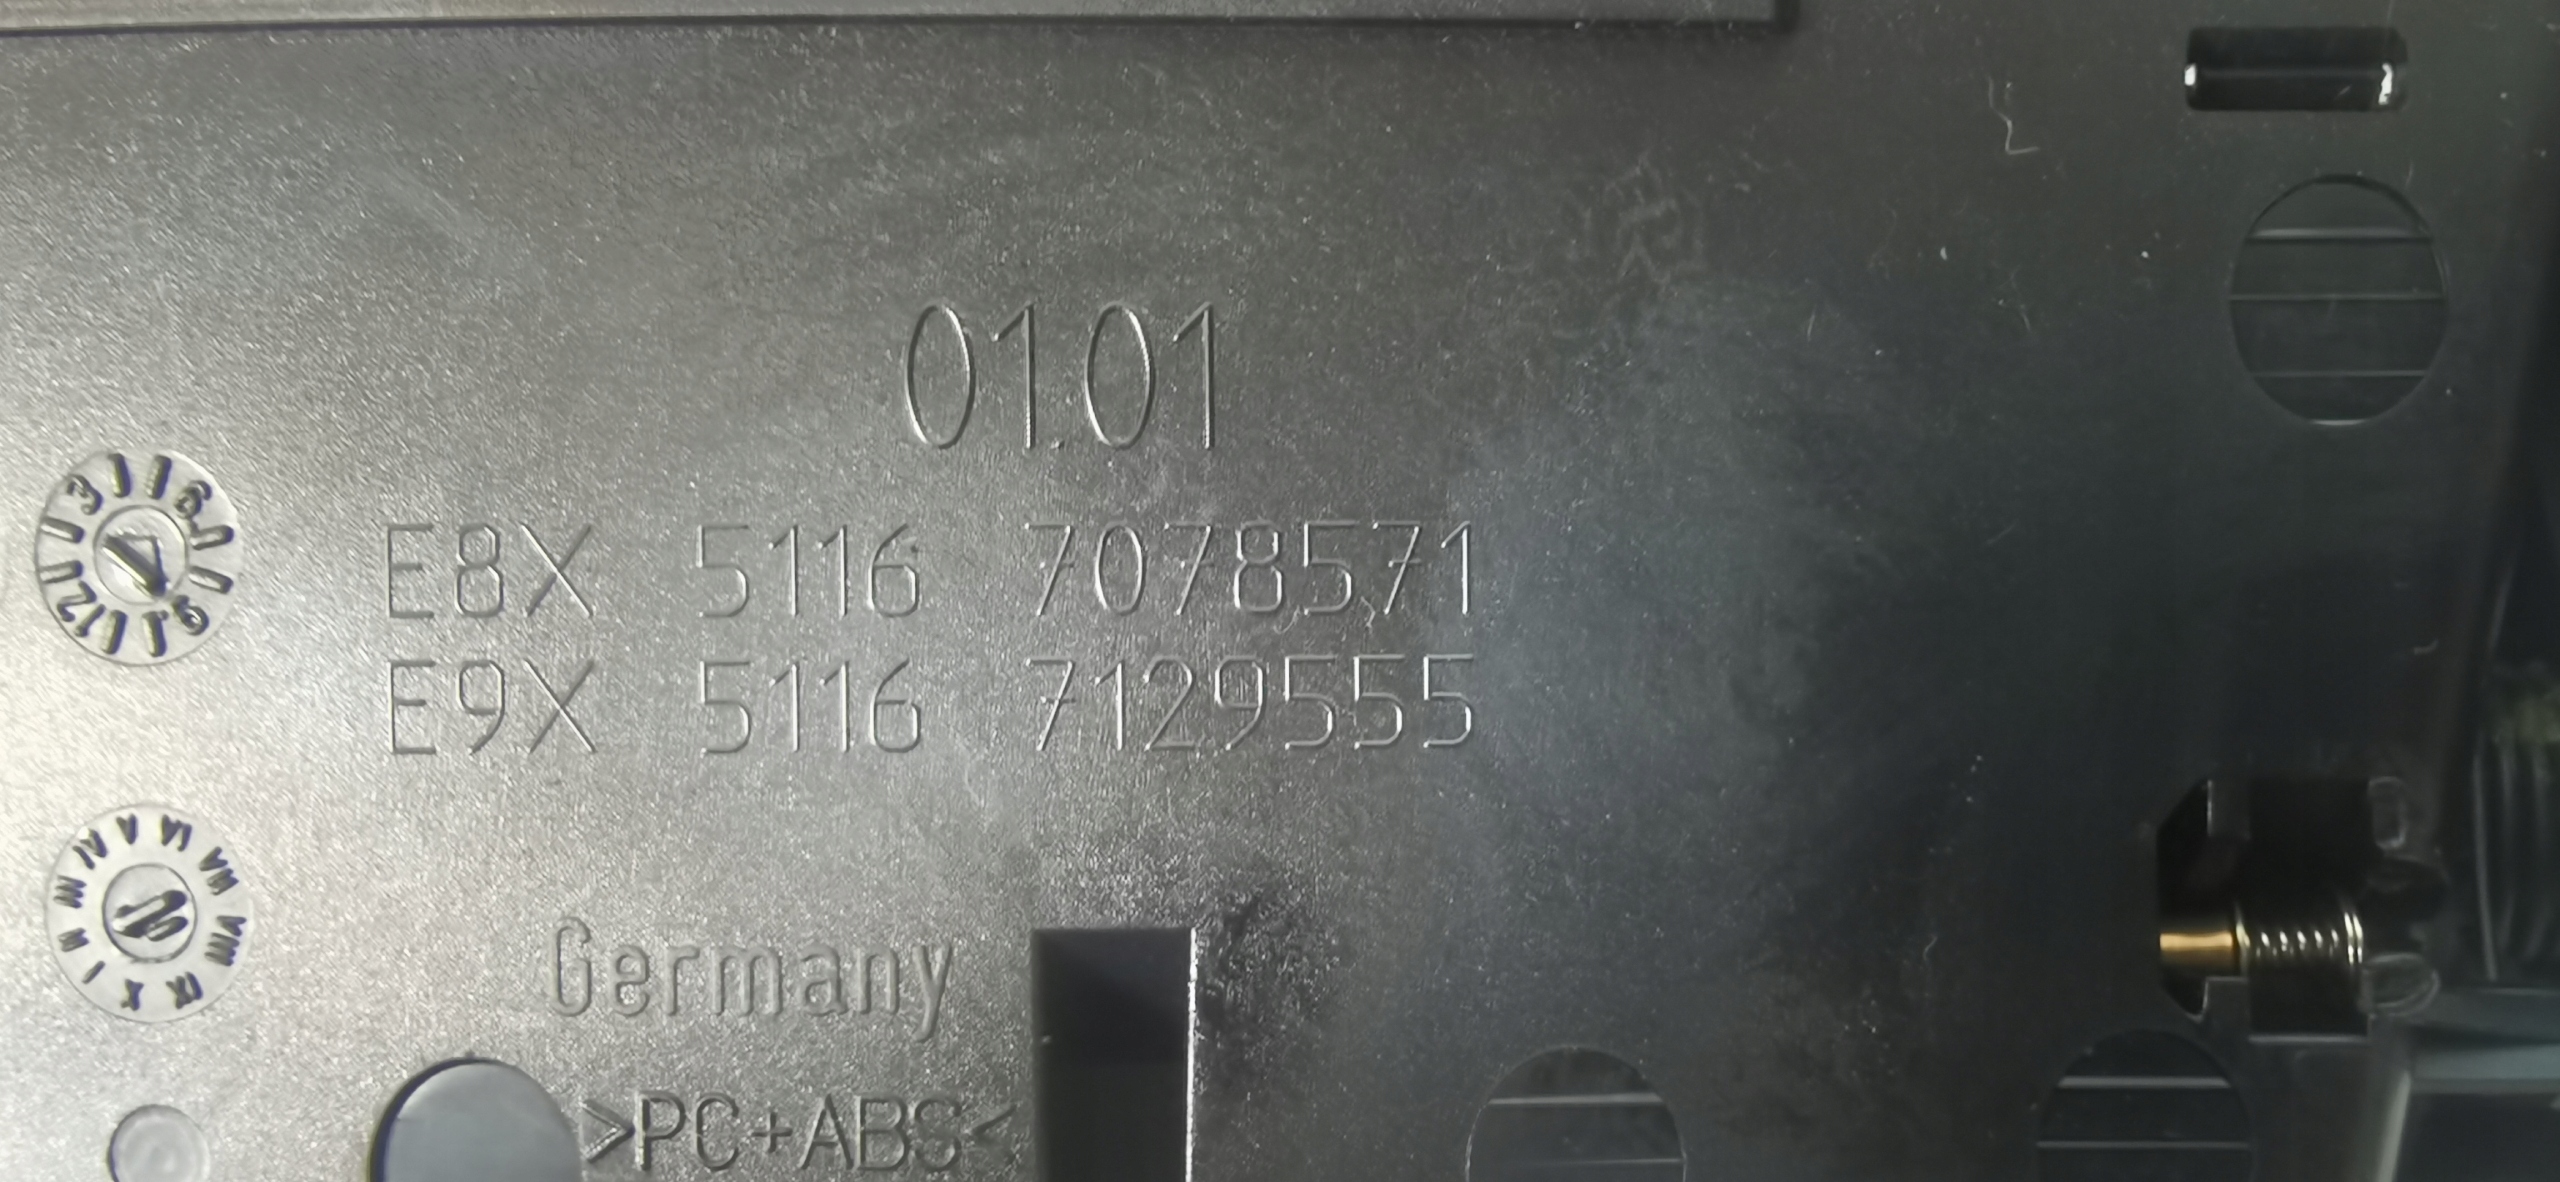 01.01
E8X 5116 7078571
E9X 5116 7129555
Germany
>PC+ABS<